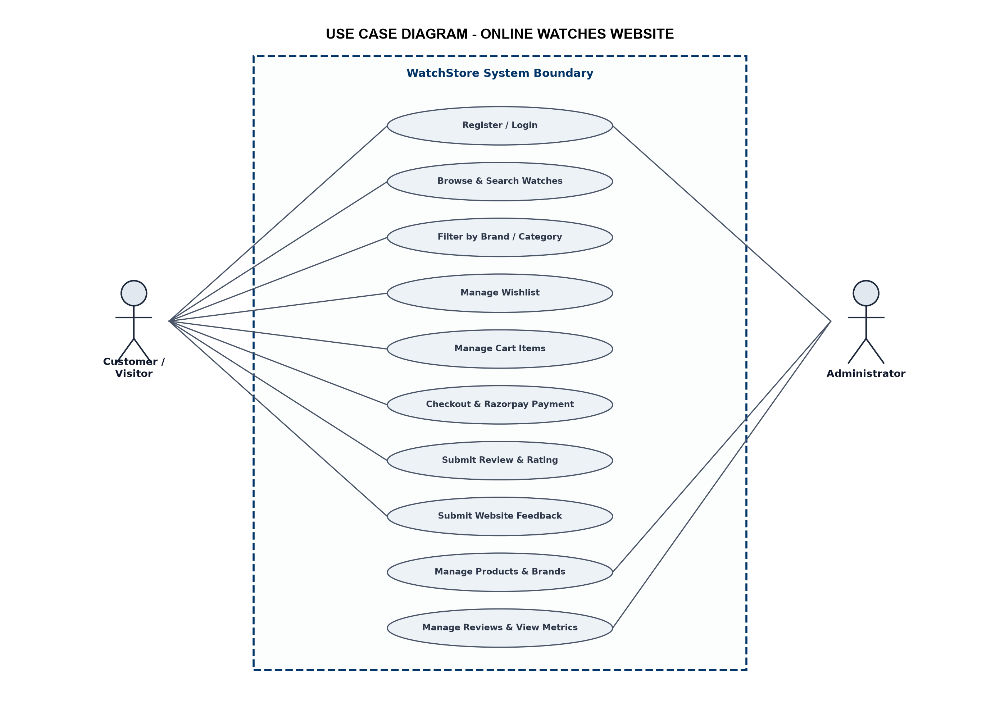 USE CASE DIAGRAM - ONLINE WATCHES WEBSITE
WatchStore System Boundary
Register / Login
Browse & Search Watches
Filter by Brand / Category
Manage Wishlist
Manage Cart Items
Customer /
Visitor
Administrator
Checkout & Razorpay Payment
Submit Review & Rating
Submit Website Feedback
Manage Products & Brands
Manage Reviews & View Metrics